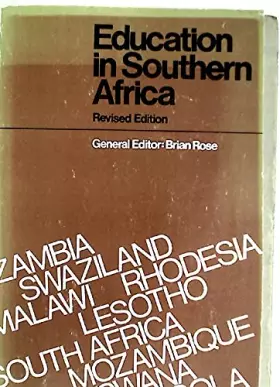 Education
in Southern
Africa
Revised Edition
General Editor: Brian Rose
ZAMBIA
SWAZILAND
MALAWI RHODESIA
LESOTHO
SOUTH AFRICA
MOZAMBIQUE